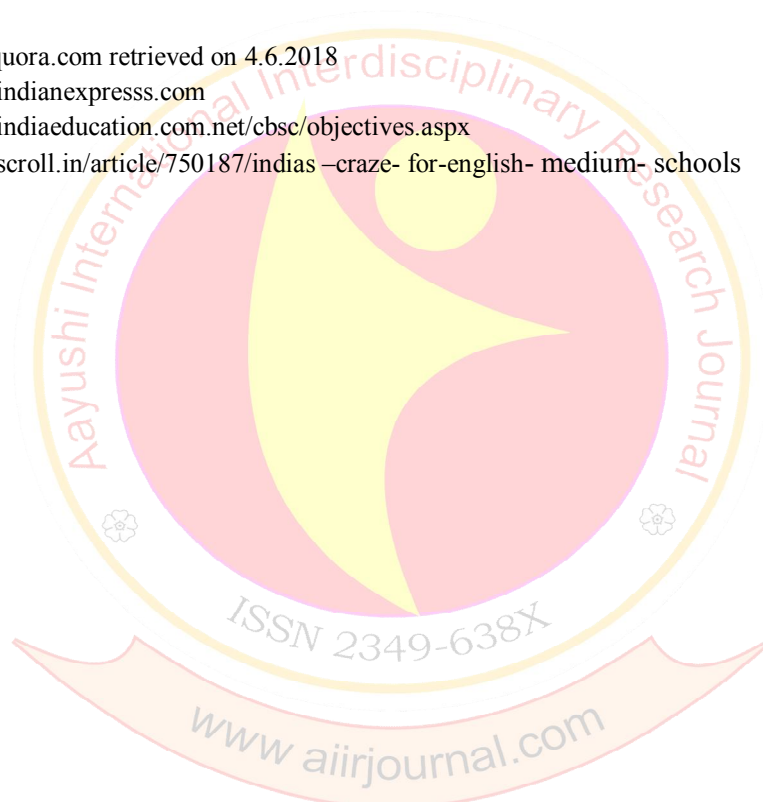 quora.com retrieved on 4.6.2018
indianexpresss.com
indiaeducation.com.net/cbsc/objectives.aspx
scroll.in/article/750187/indias –craze- for-english- medium- schools
Aayushi International Interdisciplinary Research Journal
ISSN 2349-638X
www aiirjournal.com